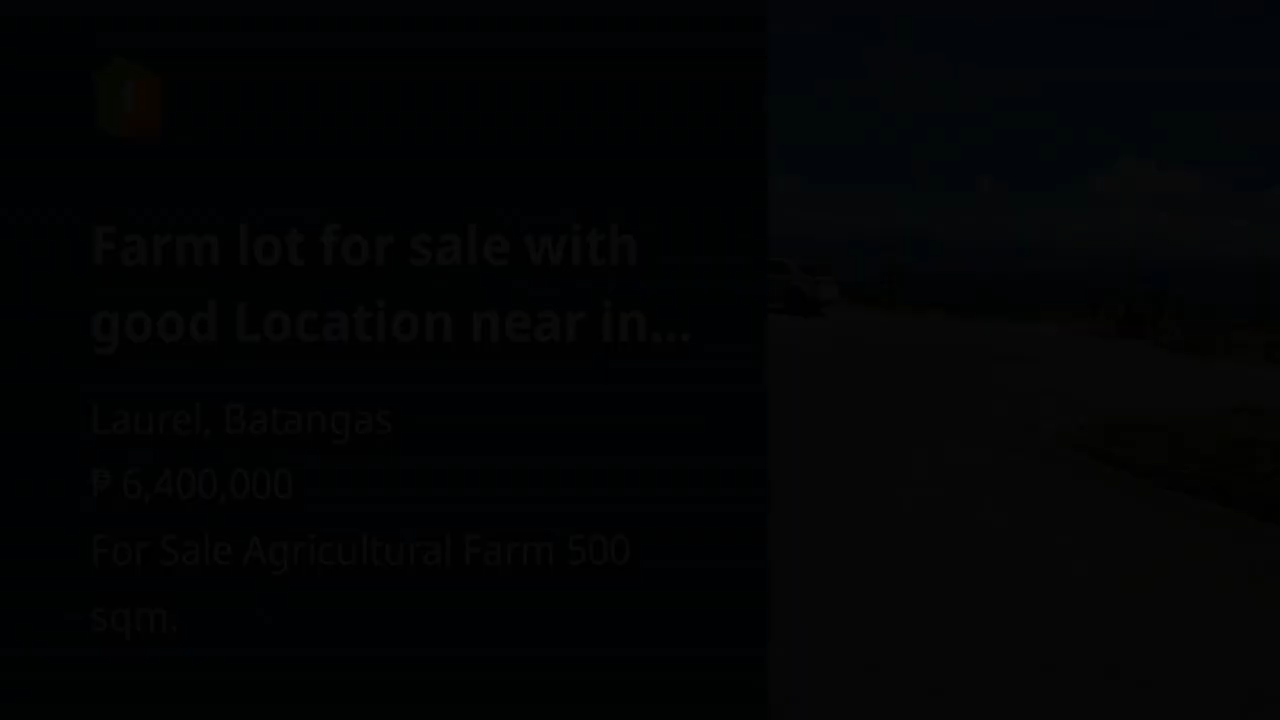 Farm lot for sale with
good Location near in...
Laurel, Batangas
₱ 6,400,000
For Sale Agricultural Farm 500
sqm.